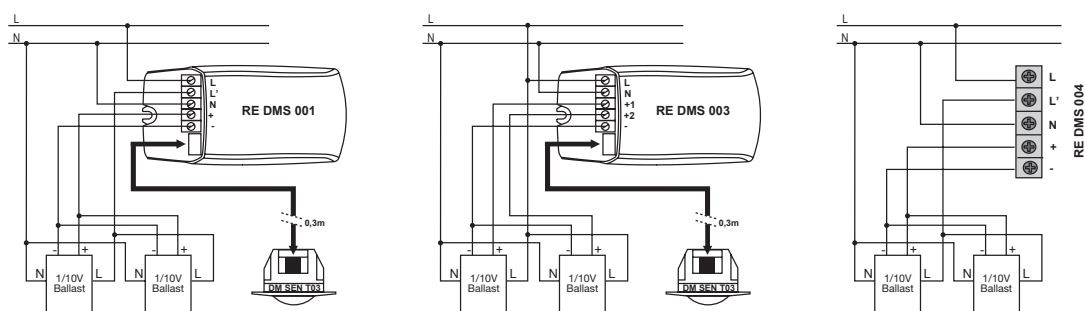 L
N
L
L'
N
+
-
RE DMS 001
0,3m
- + - +
N 1/10V Ballast L N 1/10V Ballast L
DM SEN T03
L
N
L
N
+1
+2
-
RE DMS 003
0,3m
- + - +
N 1/10V Ballast L N 1/10V Ballast L
DM SEN T03
L
N
L
L'
N
+
-
RE DMS 004
- + - +
N 1/10V Ballast L N 1/10V Ballast L